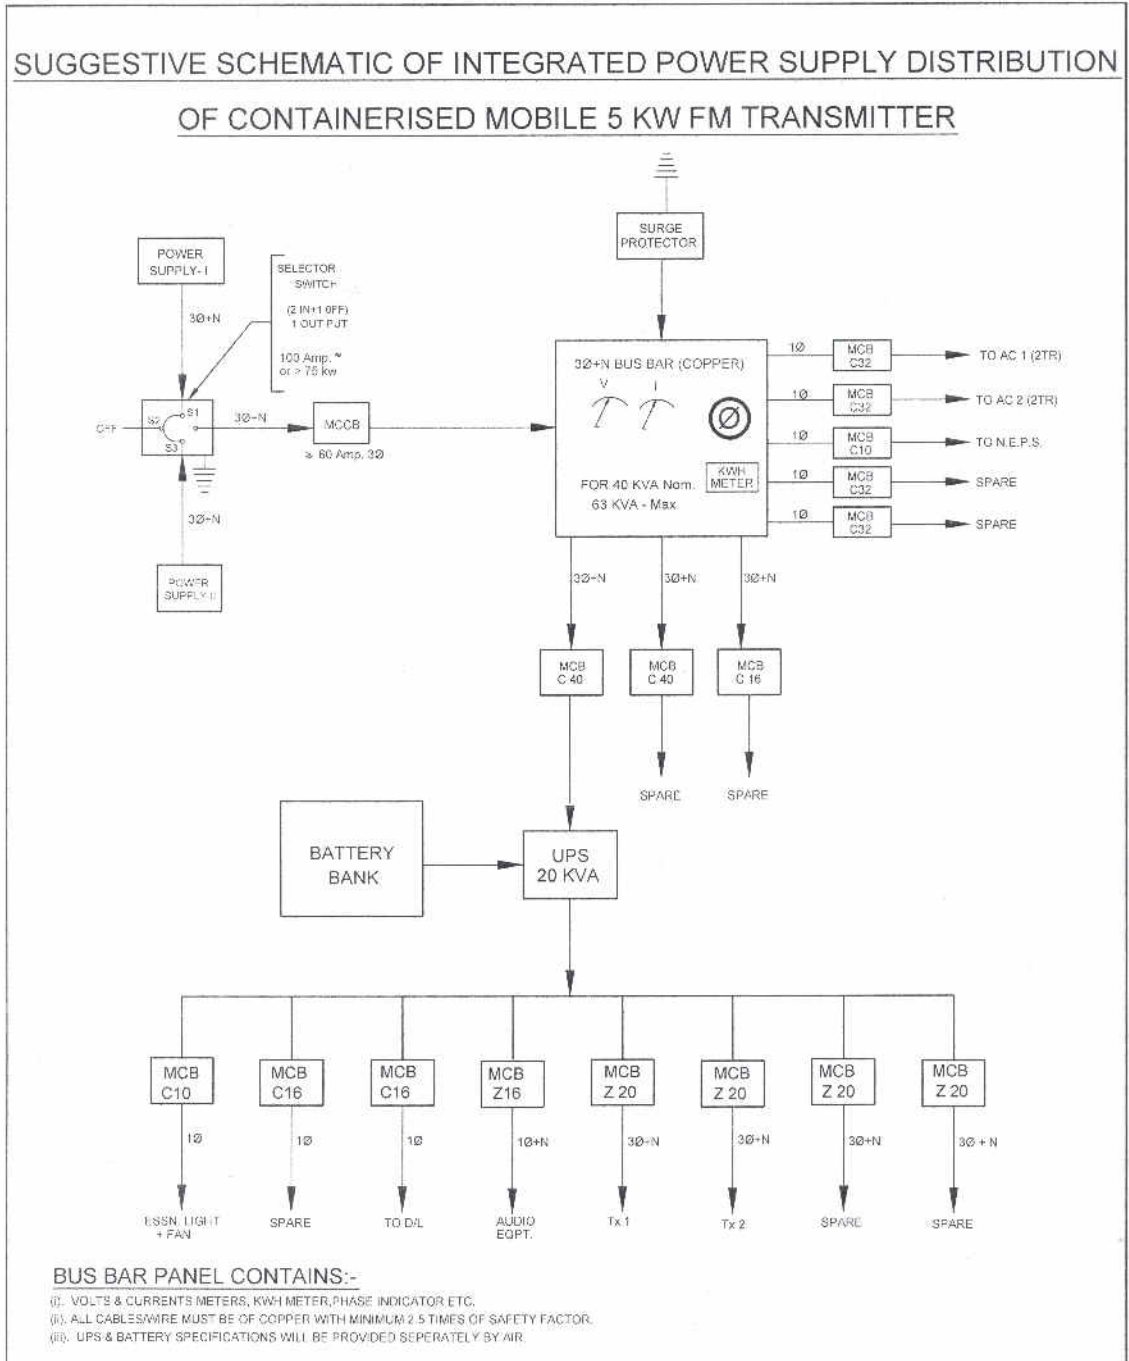 SUGGESTIVE SCHEMATIC OF INTEGRATED POWER SUPPLY DISTRIBUTION
OF CONTAINERISED MOBILE 5 KW FM TRANSMITTER
SURGE
PROTECTOR
POWER
SUPPLY- I
SELECTOR
SWITCH
(2 IN+1 OFF)
1 OUT PUT
100 Amp. ~
or > 75 kw
3Ø+N
OFF
S2
S1
S3
3Ø+N
MCCB
≥ 60 Amp. 3Ø
3Ø+N
POWER
SUPPLY-II
3Ø+N BUS BAR (COPPER)
V
I
Ø
KWH
METER
FOR 40 KVA Nom.
63 KVA - Max
1Ø
MCB
C32
TO AC 1 (2TR)
1Ø
MCB
C32
TO AC 2 (2TR)
1Ø
MCB
C10
TO N.E.P.S.
1Ø
MCB
C32
SPARE
1Ø
MCB
C32
SPARE
3Ø+N
3Ø+N
3Ø+N
MCB
C 40
MCB
C 40
MCB
C 16
SPARE
SPARE
BATTERY
BANK
UPS
20 KVA
MCB
C10
MCB
C16
MCB
C16
MCB
Z16
MCB
Z 20
MCB
Z 20
MCB
Z 20
MCB
Z 20
1Ø
1Ø
1Ø
1Ø+N
3Ø+N
3Ø+N
3Ø+N
3Ø + N
ESSN. LIGHT
+ FAN
SPARE
TO D/L
AUDIO
EQPT.
Tx 1
Tx 2
SPARE
SPARE
BUS BAR PANEL CONTAINS:-
(i). VOLTS & CURRENTS METERS, KWH METER,PHASE INDICATOR ETC.
(ii). ALL CABLES/WIRE MUST BE OF COPPER WITH MINIMUM 2.5 TIMES OF SAFETY FACTOR.
(iii). UPS & BATTERY SPECIFICATIONS WILL BE PROVIDED SEPERATELY BY AIR.